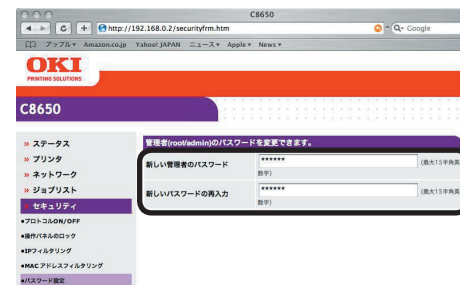 C8650
http://192.168.0.2/securityfrm.htm
Google
アップル Amazon.co.jp Yahoo! JAPAN ニュース Apple News
OKI
PRINTING SOLUTIONS
C8650
» ステータス
» プリンタ
» ネットワーク
» ジョブリスト
» セキュリティ
•プロトコルON/OFF
•操作パネルのロック
•IPフィルタリング
•MACアドレスフィルタリング
•パスワード設定
管理者(root/admin)のパスワードを変更できます。
新しい管理者のパスワード ****** (最大15半角英
数字)
新しいパスワードの再入力 ****** (最大15半角英
数字)